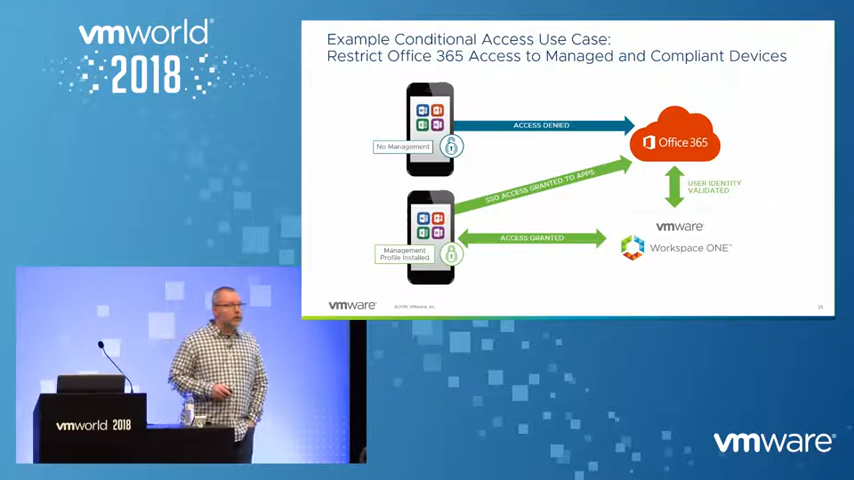 vmworld®
2018
Example Conditional Access Use Case:
Restrict Office 365 Access to Managed and Compliant Devices
ACCESS DENIED
No Management
Office 365
SSO ACCESS GRANTED TO APPS
USER IDENTITY
VALIDATED
vmware®
Workspace ONE™
ACCESS GRANTED
Management
Profile Installed
vmware®
vmworld 2018
vmware®